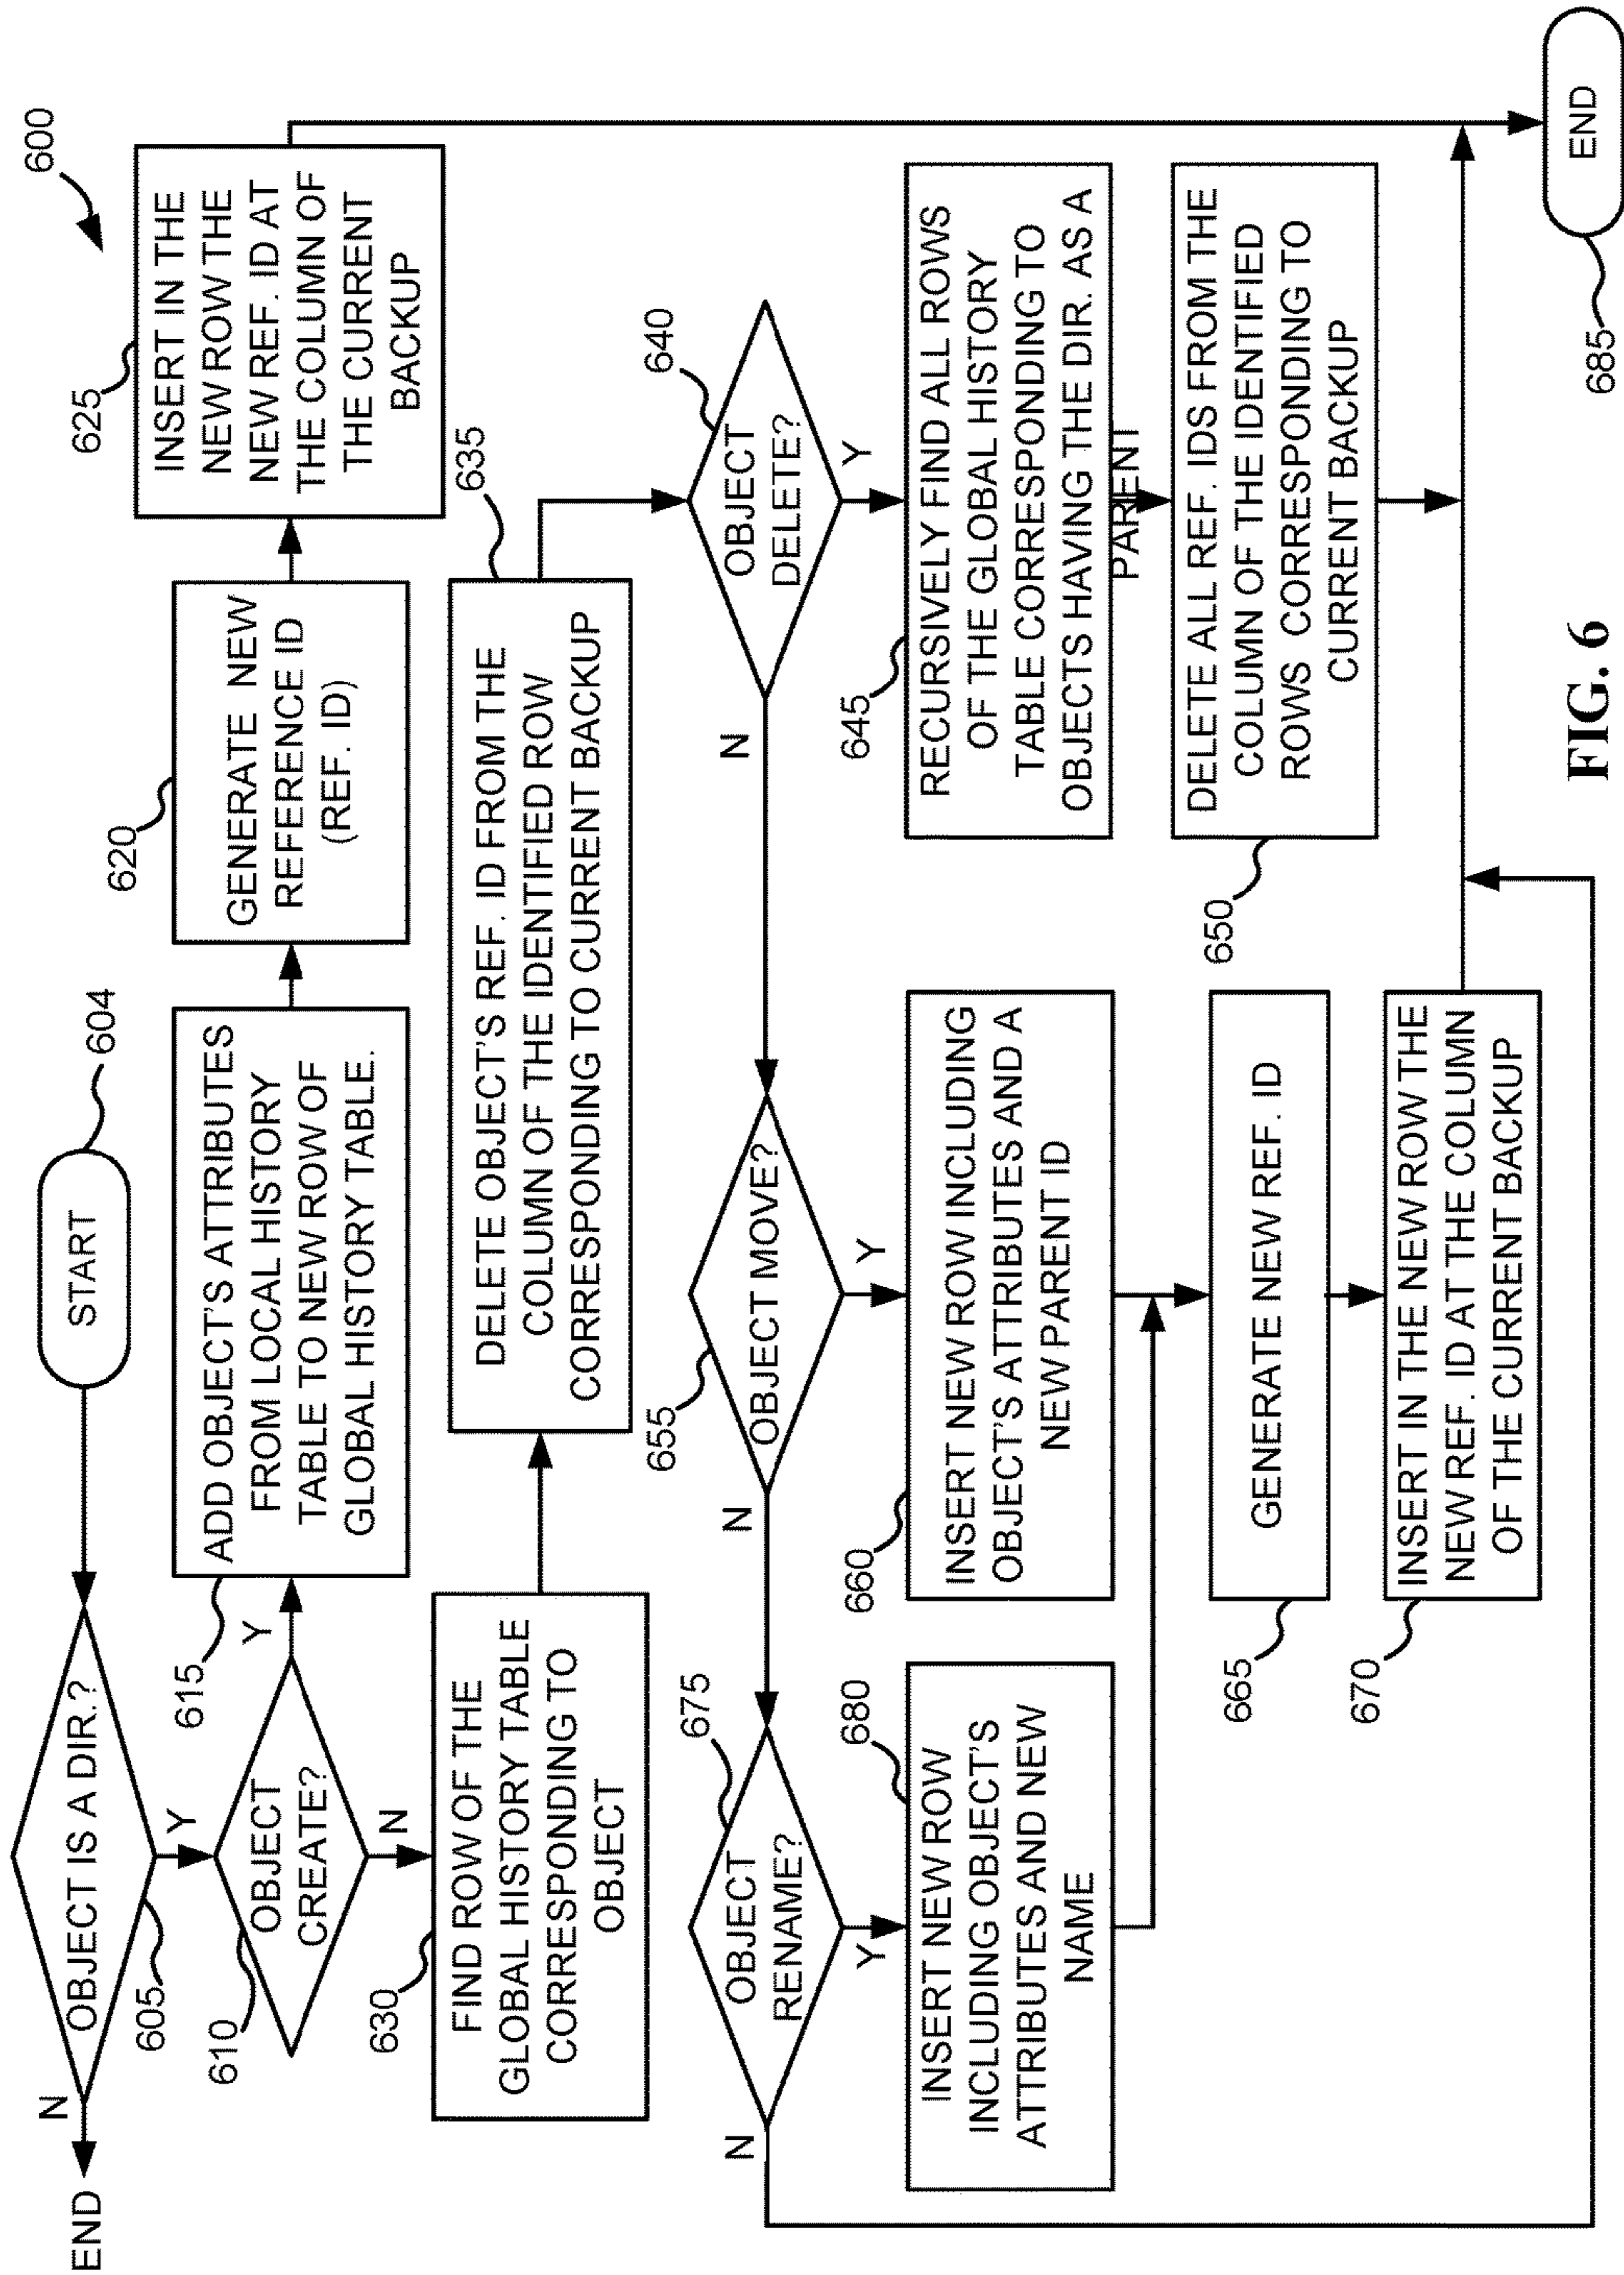 600
START
604
OBJECT IS A DIR.?
605
N
END
Y
OBJECT
CREATE?
610
Y
ADD OBJECT'S ATTRIBUTES
FROM LOCAL HISTORY
TABLE TO NEW ROW OF
GLOBAL HISTORY TABLE.
615
GENERATE NEW
REFERENCE ID
(REF. ID)
620
INSERT IN THE
NEW ROW THE
NEW REF. ID AT
THE COLUMN OF
THE CURRENT
BACKUP
625
N
FIND ROW OF THE
GLOBAL HISTORY TABLE
CORRESPONDING TO
OBJECT
630
DELETE OBJECT'S REF. ID FROM THE
COLUMN OF THE IDENTIFIED ROW
CORRESPONDING TO CURRENT BACKUP
635
OBJECT
DELETE?
640
Y
RECURSIVELY FIND ALL ROWS
OF THE GLOBAL HISTORY
TABLE CORRESPONDING TO
OBJECTS HAVING THE DIR. AS A
PARENT
645
DELETE ALL REF. IDS FROM THE
COLUMN OF THE IDENTIFIED
ROWS CORRESPONDING TO
CURRENT BACKUP
650
N
OBJECT MOVE?
655
Y
INSERT NEW ROW INCLUDING
OBJECT'S ATTRIBUTES AND A
NEW PARENT ID
660
GENERATE NEW REF. ID
665
INSERT IN THE NEW ROW THE
NEW REF. ID AT THE COLUMN
OF THE CURRENT BACKUP
670
N
OBJECT
RENAME?
675
Y
INSERT NEW ROW
INCLUDING OBJECT'S
ATTRIBUTES AND NEW
NAME
680
N
END
685
FIG. 6